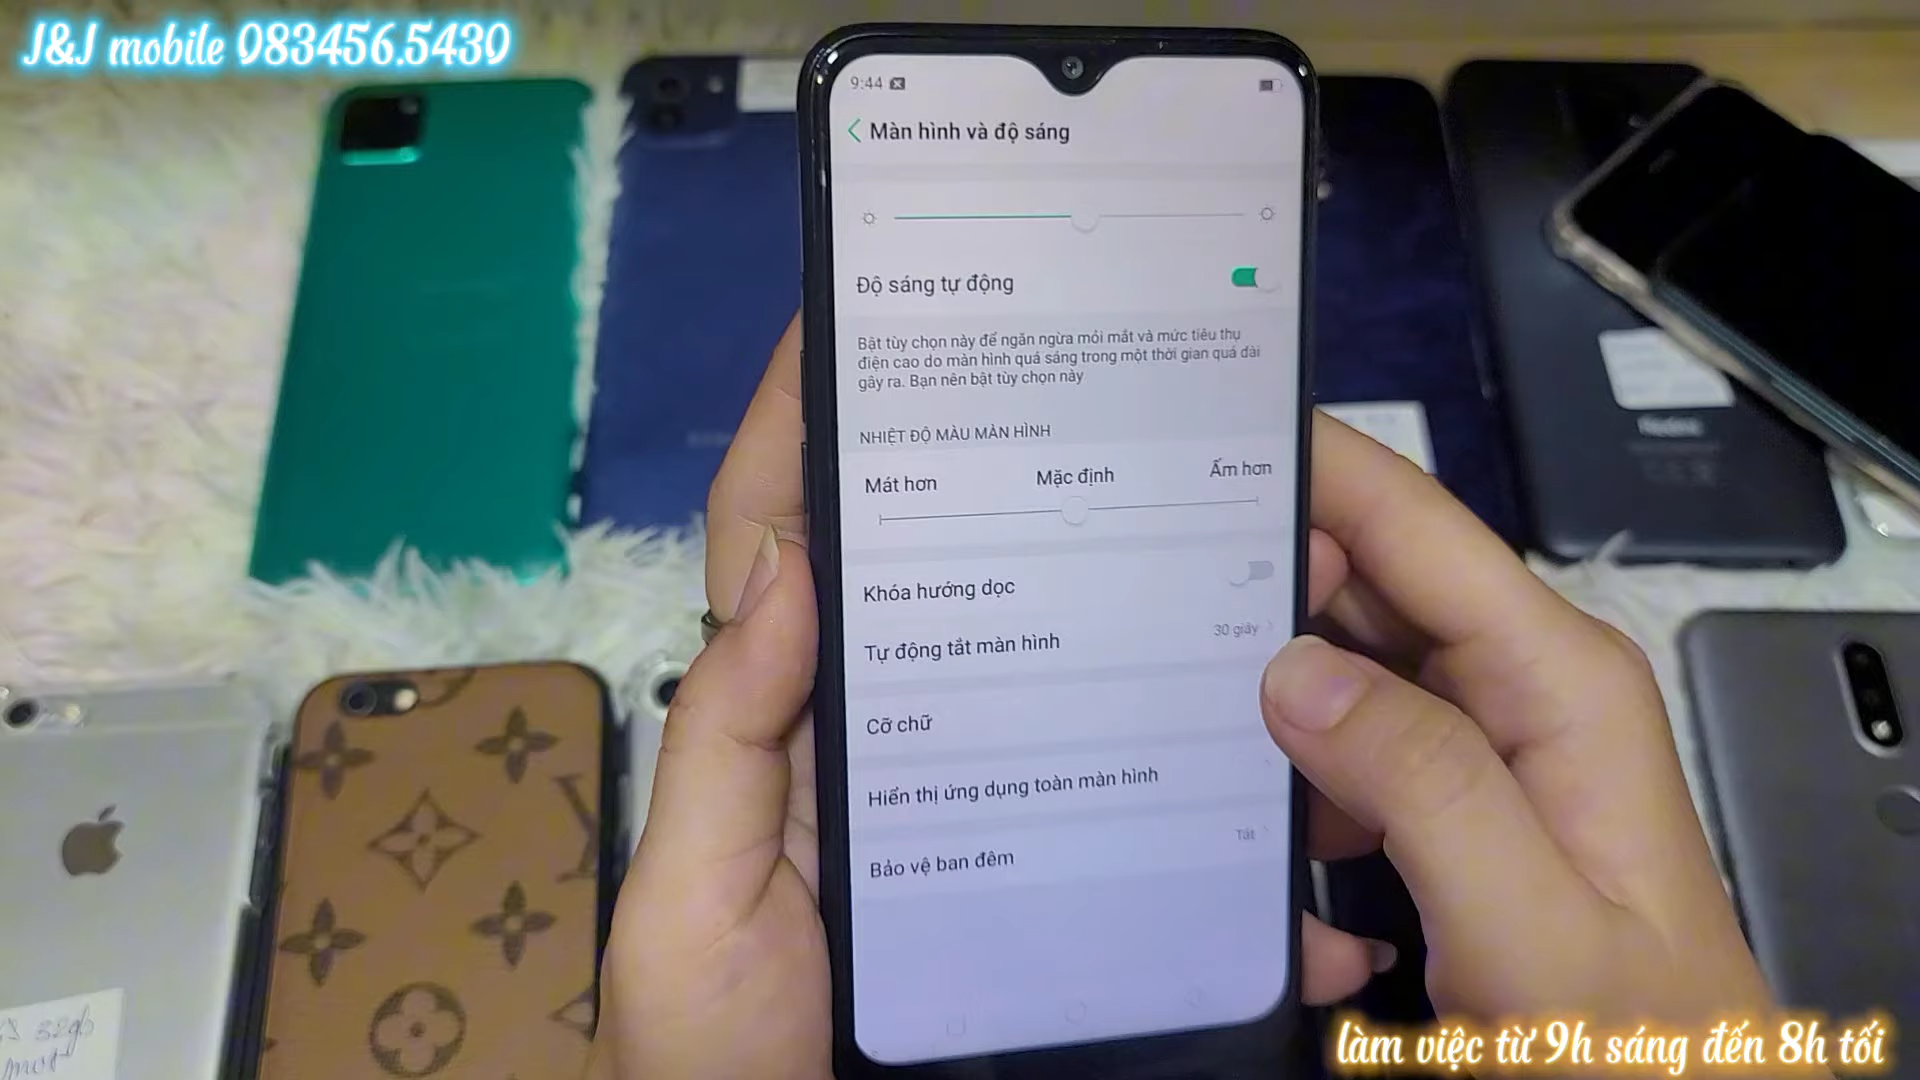 J&J mobile 083456.5439
9:44
Màn hình và độ sáng
Độ sáng tự động
Bật tùy chọn này để ngăn ngừa mỏi mắt và mức tiêu thụ
điện cao do màn hình quá sáng trong một thời gian quá dài
gây ra. Bạn nên bật tùy chọn này
NHIỆT ĐỘ MÀU MÀN HÌNH
Mát hơn Mặc định Ấm hơn
Khóa hướng dọc
Tự động tắt màn hình 30 giây
Cỡ chữ
Hiển thị ứng dụng toàn màn hình
Bảo vệ ban đêm Tắt
Redmi
32gb
làm việc từ 9h sáng đến 8h tối